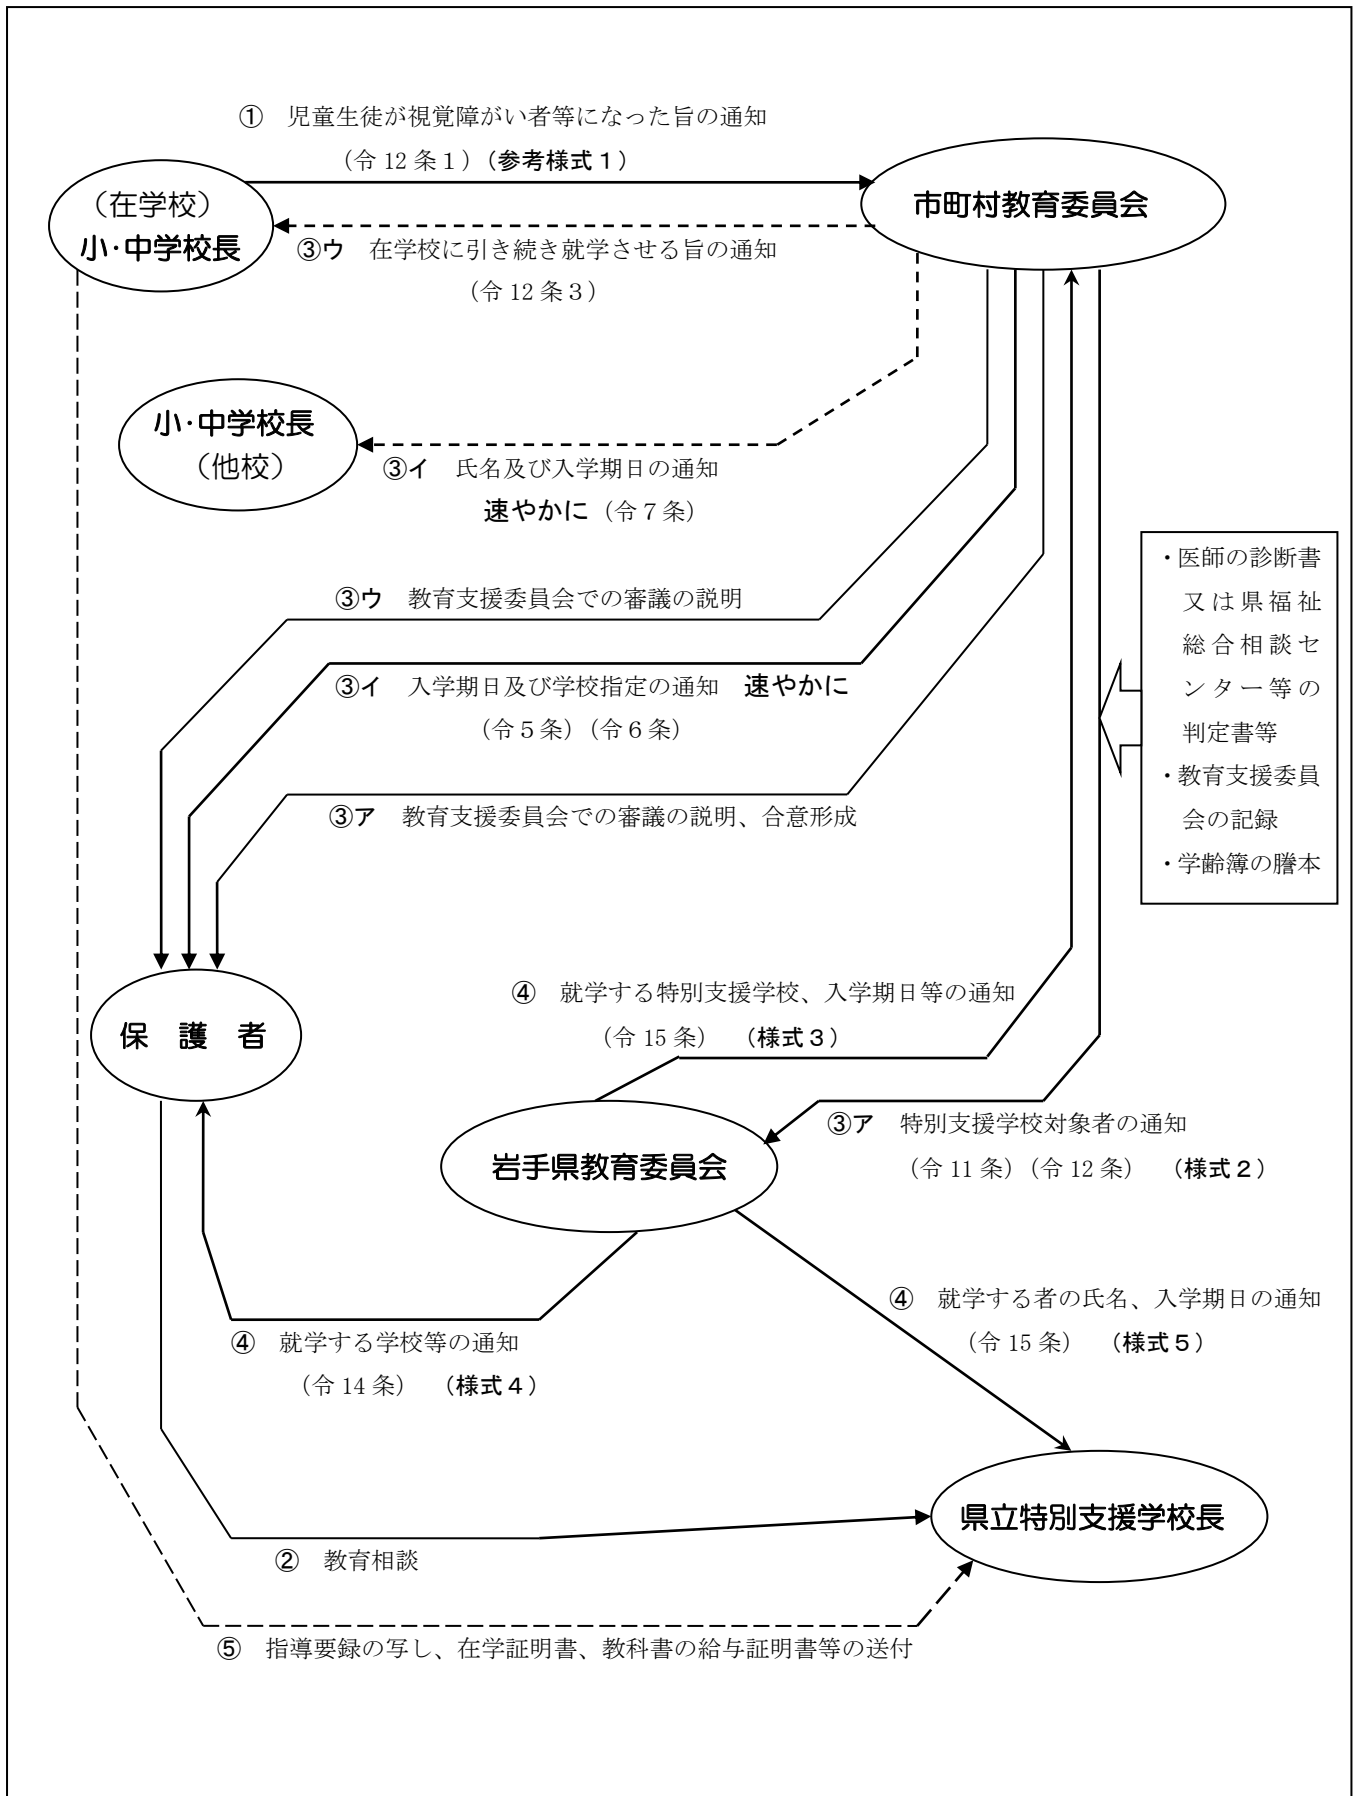 ① 児童生徒が視覚障がい者等になった旨の通知
（令12条１）（参考様式１）
（在学校）
小・中学校長
市町村教育委員会
③ウ 在学校に引き続き就学させる旨の通知
（令12条３）
小・中学校長
（他校）
③イ 氏名及び入学期日の通知
速やかに（令７条）
・医師の診断書
又は県福祉
総合相談セ
ンター等の
判定書等
・教育支援委員
会の記録
・学齢簿の謄本
③ウ 教育支援委員会での審議の説明
③イ 入学期日及び学校指定の通知 速やかに
（令５条）（令６条）
③ア 教育支援委員会での審議の説明、合意形成
④ 就学する特別支援学校、入学期日等の通知
（令15条） （様式３）
保 護 者
③ア 特別支援学校対象者の通知
（令11条）（令12条） （様式２）
岩手県教育委員会
④ 就学する者の氏名、入学期日の通知
（令15条） （様式５）
④ 就学する学校等の通知
（令14条） （様式４）
県立特別支援学校長
② 教育相談
⑤ 指導要録の写し、在学証明書、教科書の給与証明書等の送付